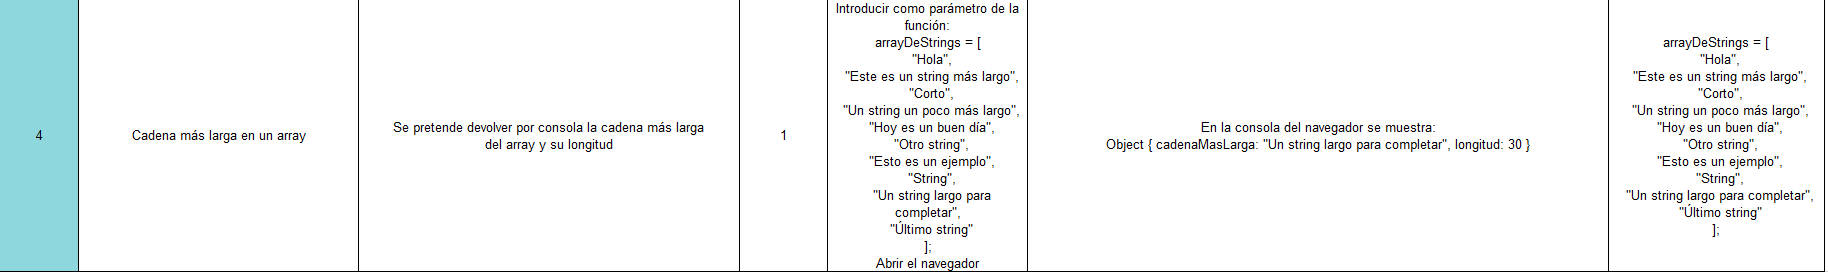 4
Cadena más larga en un array
Se pretende devolver por consola la cadena más larga
del array y su longitud
1
Introducir como parámetro de la
función:
arrayDeStrings = [
"Hola",
"Este es un string más largo",
"Corto",
"Un string un poco más largo",
"Hoy es un buen día",
"Otro string",
"Esto es un ejemplo",
"String",
"Un string largo para
completar",
"Último string"
];
Abrir el navegador
En la consola del navegador se muestra:
Object { cadenaMasLarga: "Un string largo para completar", longitud: 30 }
arrayDeStrings = [
"Hola",
"Este es un string más largo",
"Corto",
"Un string un poco más largo",
"Hoy es un buen día",
"Otro string",
"Esto es un ejemplo",
"String",
"Un string largo para completar",
"Último string"
];